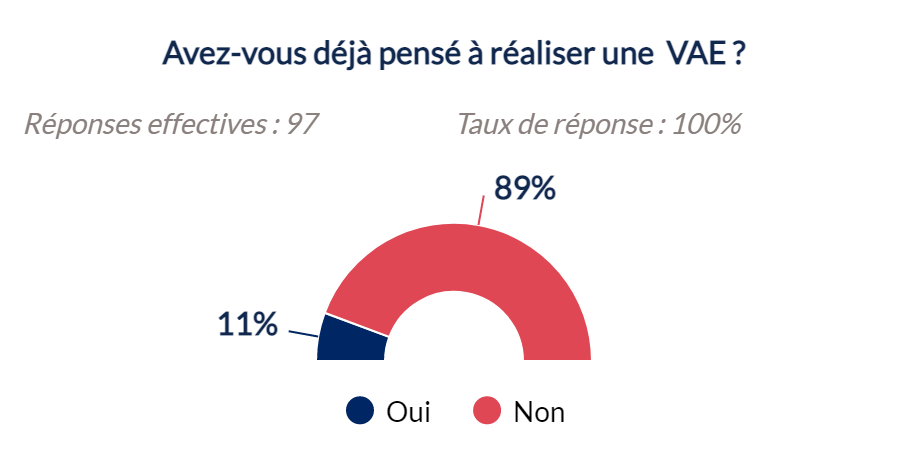 Avez-vous déjà pensé à réaliser une VAE ?
Réponses effectives : 97 Taux de réponse : 100%
89%
11%
Oui Non